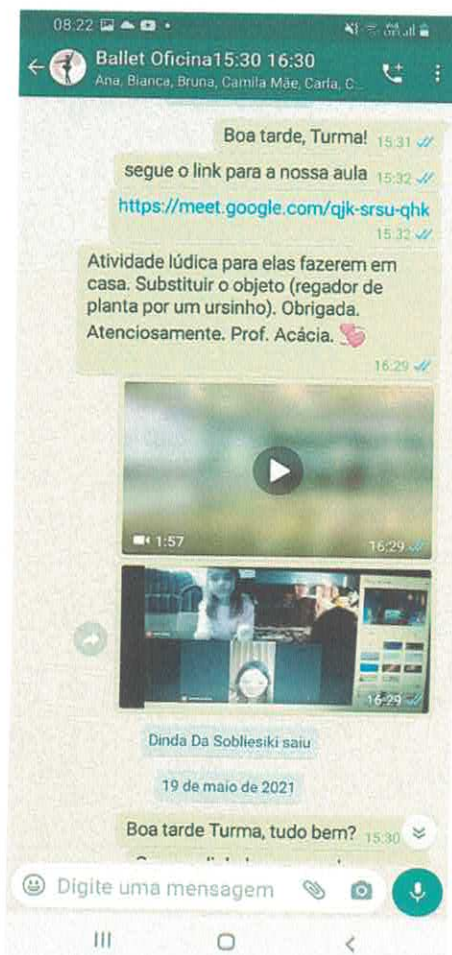 08:22
Ballet Oficina15:30 16:30
Ana, Bianca, Bruna, Camila Mãe, Carla, C...
Boa tarde, Turma! 15:31
segue o link para a nossa aula 15:32
https://meet.google.com/qjk-srsu-qhk
15:32
Atividade lúdica para elas fazerem em
casa. Substituir o objeto (regador de
planta por um ursinho). Obrigada.
Atenciosamente. Prof. Acácia.
16:29
1:57 16:29
16:29
Dinda Da Sobliesiki saiu
19 de maio de 2021
Boa tarde Turma, tudo bem? 15:30
Digite uma mensagem